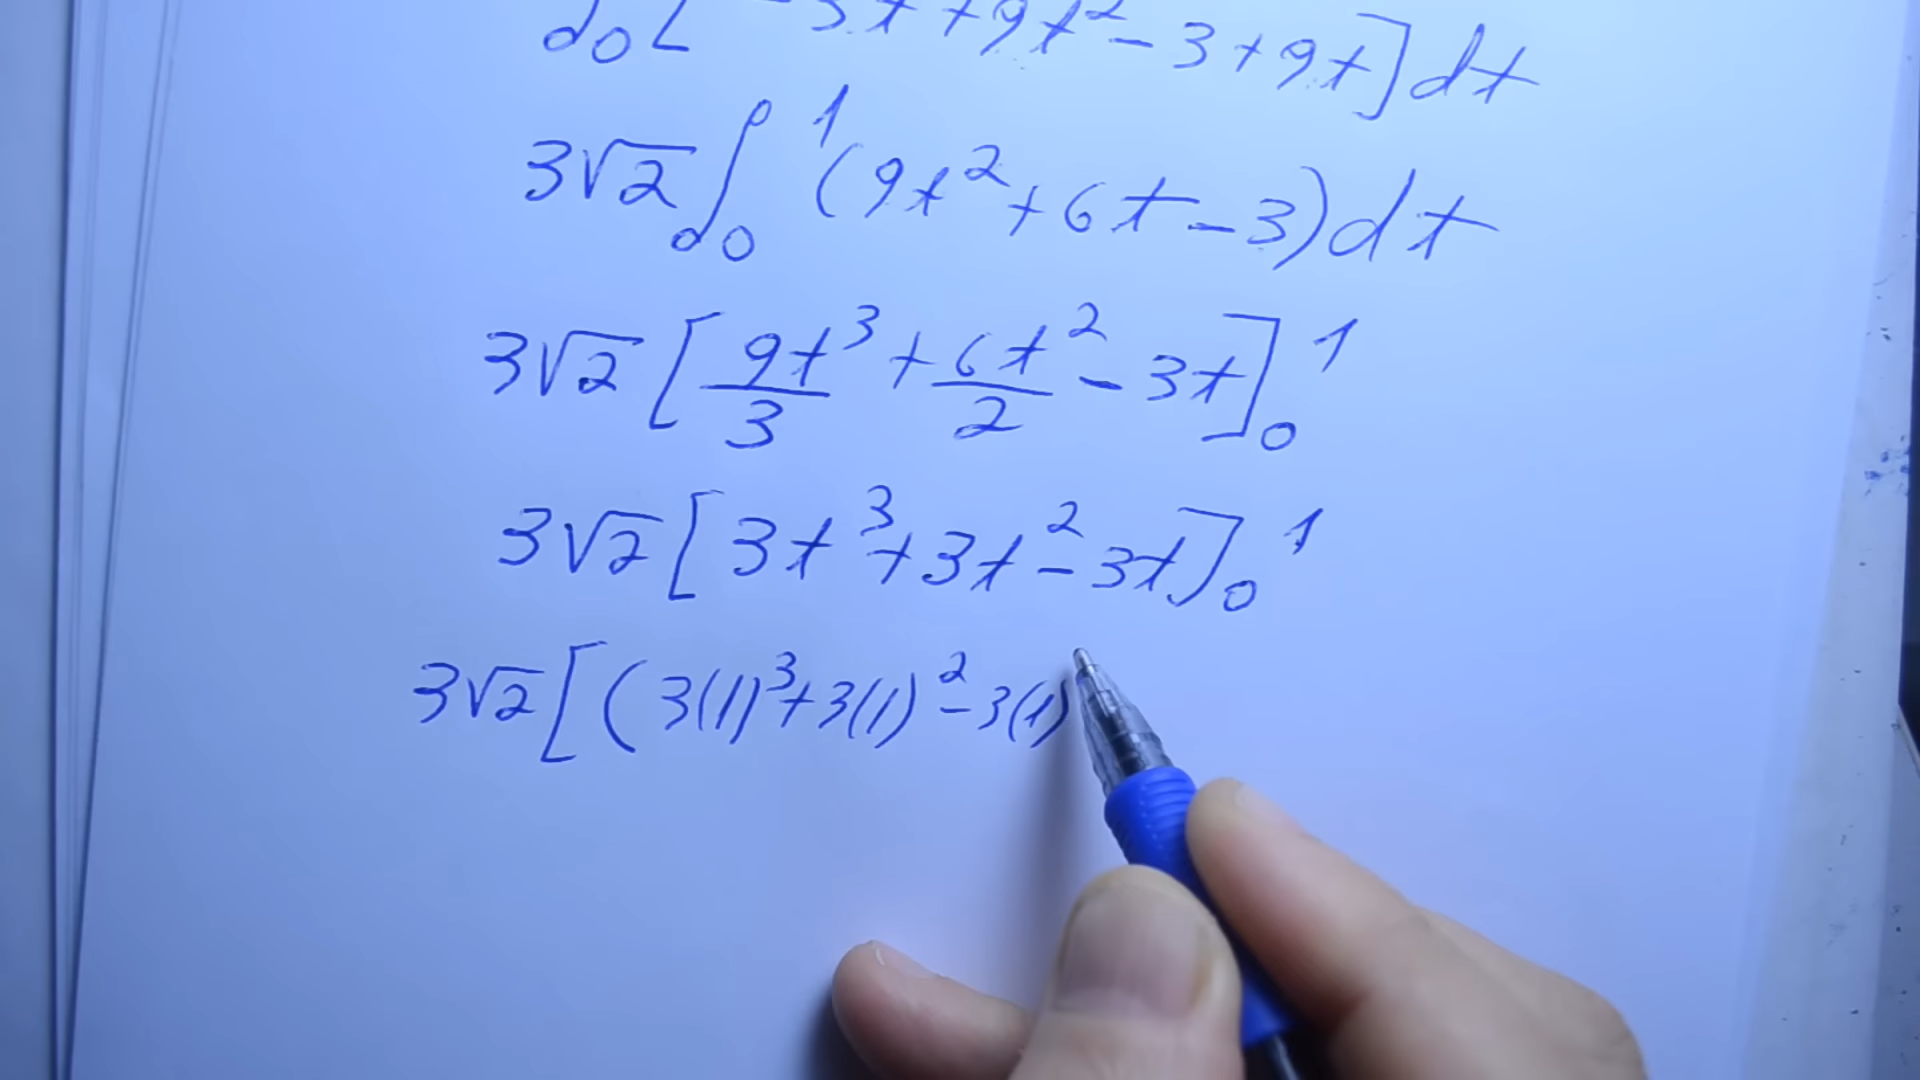 ∫₀[-3t+9t²-3+9t]dt
3√2∫₀¹(9t²+6t-3)dt
3√2[9t³/3+6t²/2-3t]₀¹
3√2[3t³+3t²-3t]₀¹
3√2[(3(1)³+3(1)²-3(1)